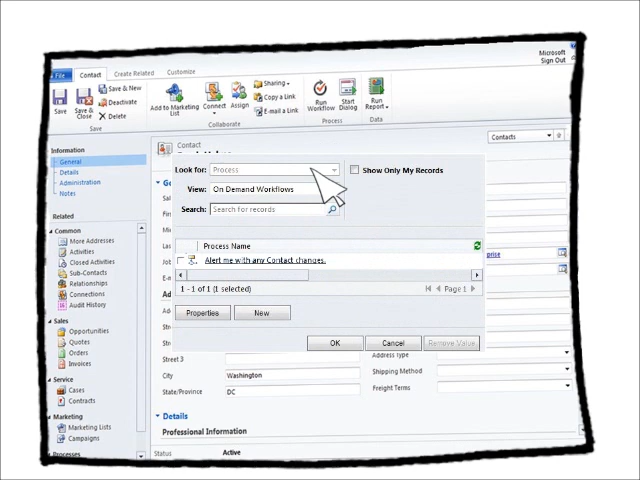 Microsoft
Sign Out
File Contact Create Related Customize
Save
Save & Close
Save & New
Deactivate
Delete
Save
Add to Marketing List
Connect
Assign
Sharing
Copy a Link
E-mail a Link
Collaborate
Run Workflow
Start Dialog
Process
Run Report
Data
Information
General
Details
Administration
Notes
Related
Common
More Addresses
Activities
Closed Activities
Sub-Contacts
Relationships
Connections
Audit History
Sales
Opportunities
Quotes
Orders
Invoices
Service
Cases
Contracts
Marketing
Marketing Lists
Campaigns
Processes
Contact
Contacts
Look for: Process
Show Only My Records
View: On Demand Workflows
Search: Search for records
Process Name
Alert me with any Contact changes.
1 - 1 of 1 (1 selected)
Page 1
Properties New
OK Cancel Remove Value
Street 3
Address Type
City Washington
Shipping Method
State/Province DC
Freight Terms
Details
Professional Information
Status Active